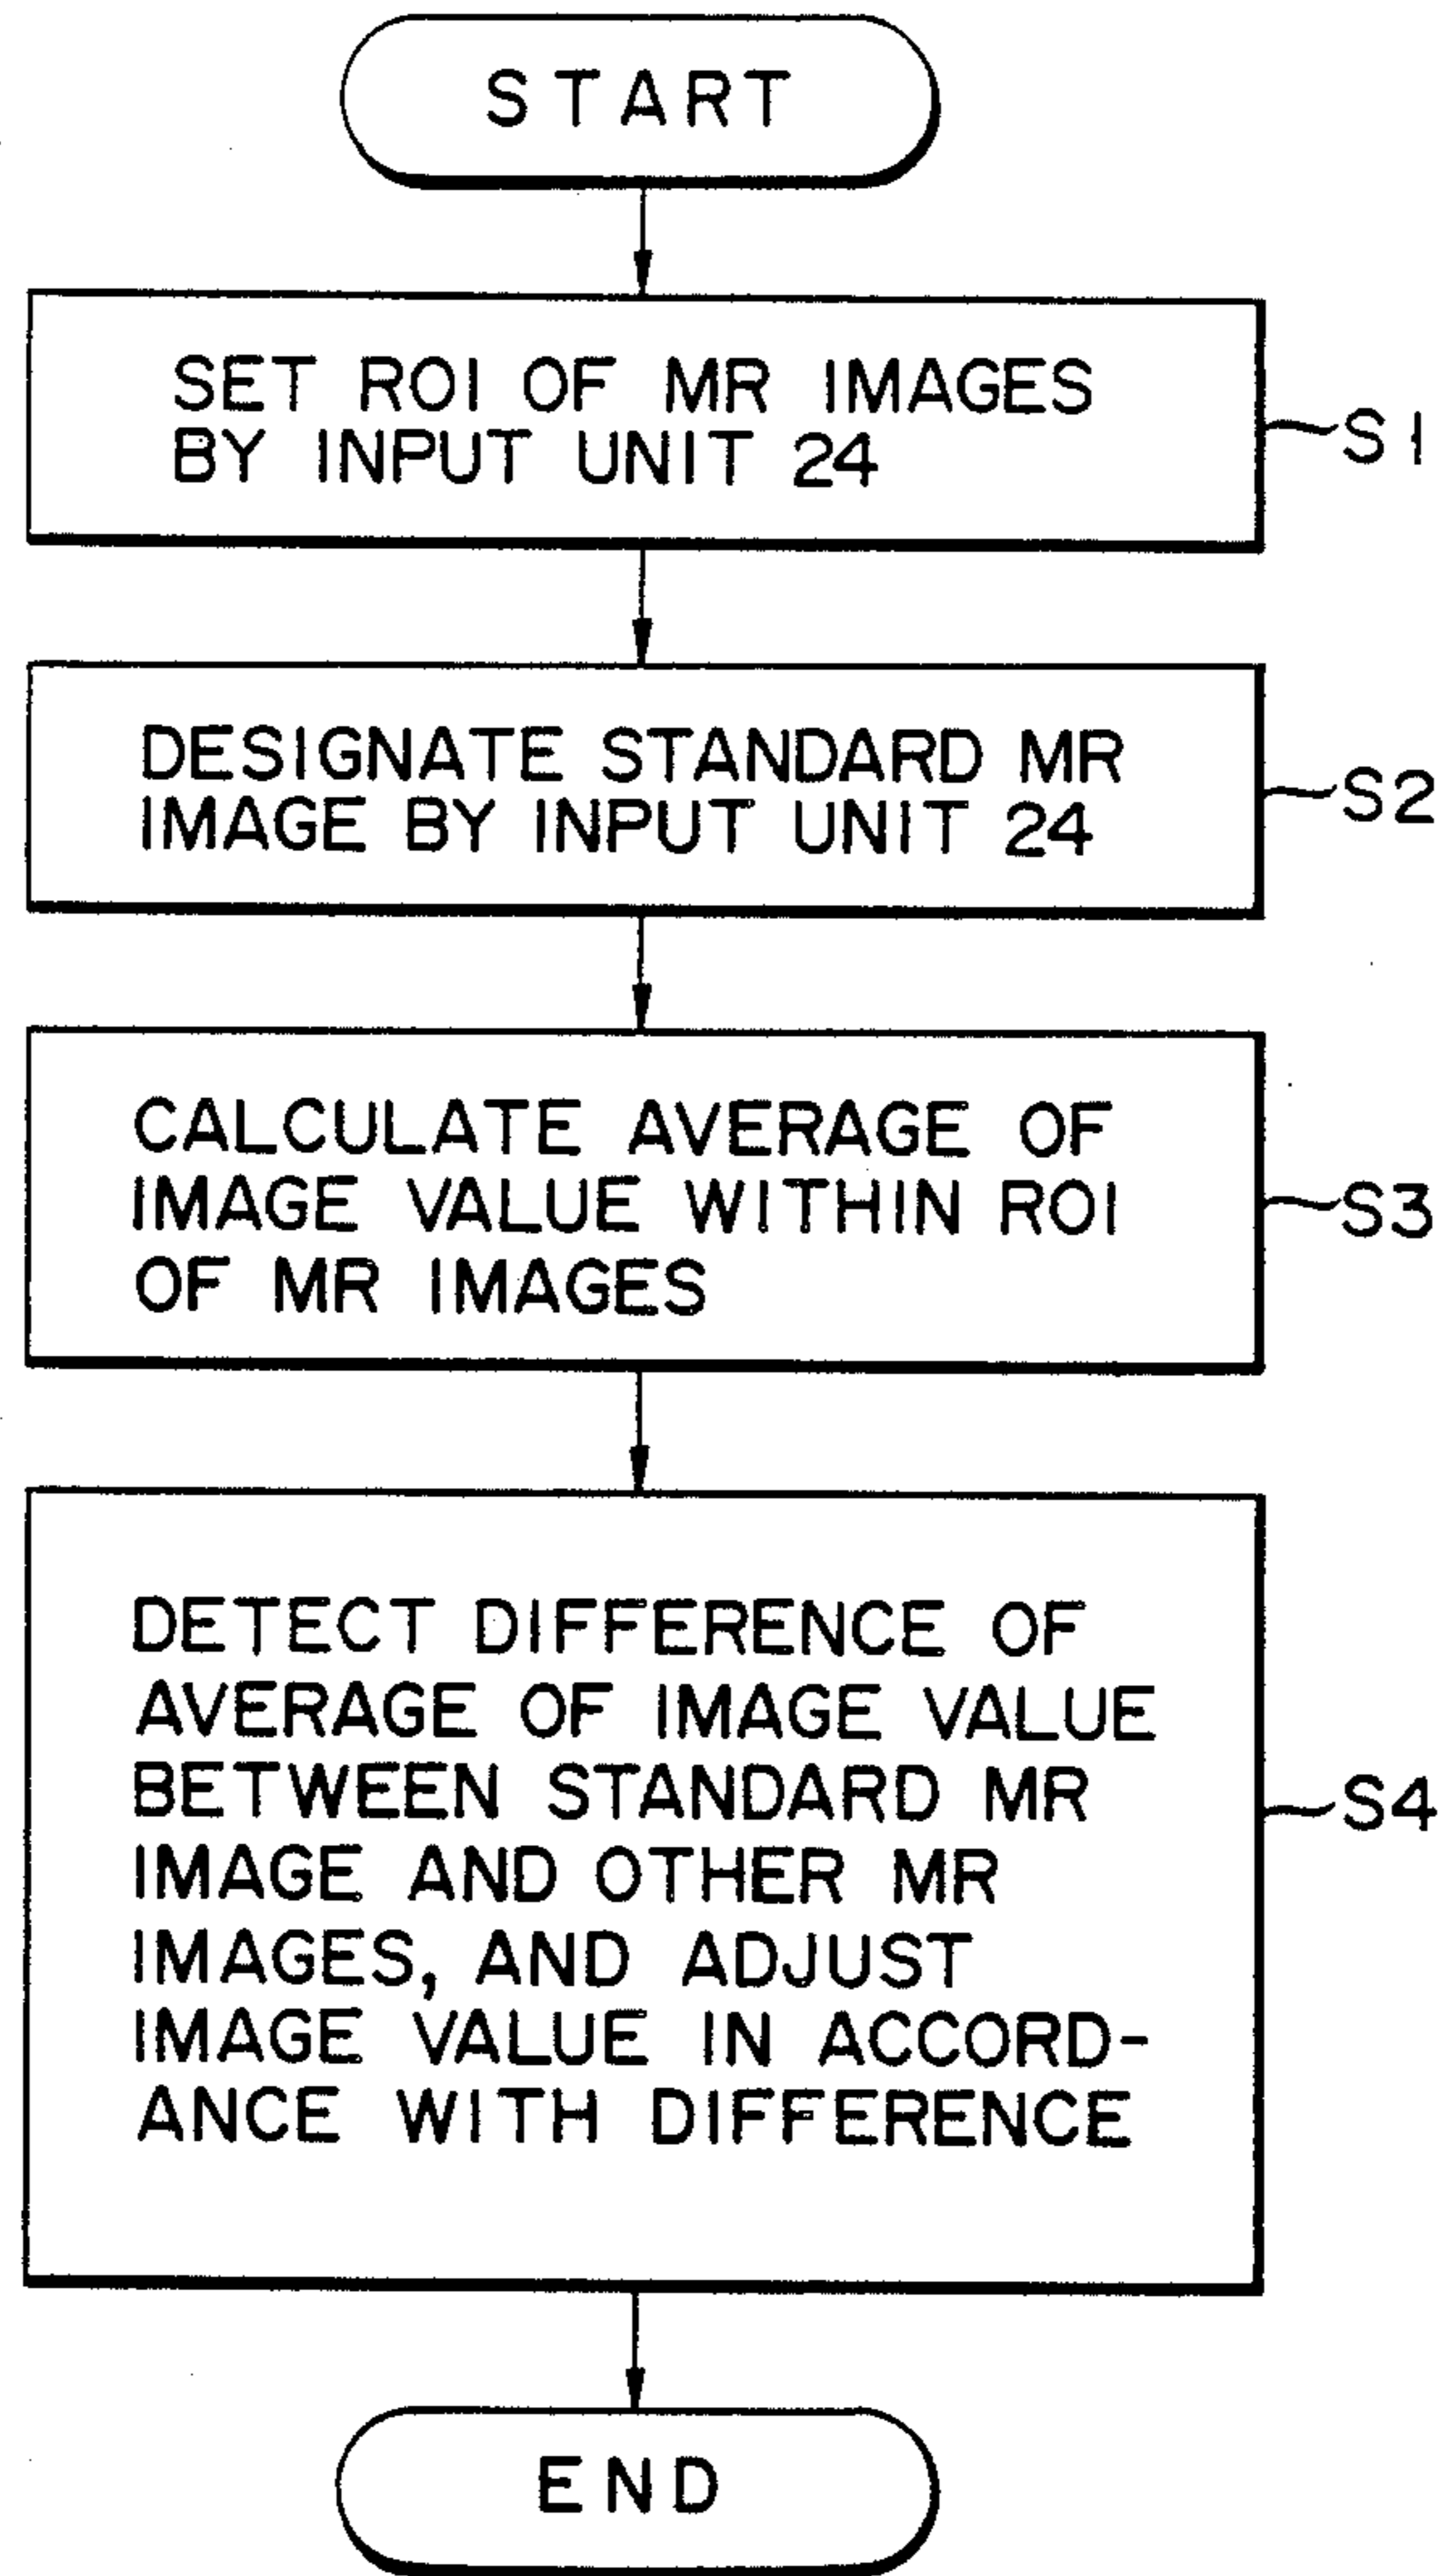 START
SET ROI OF MR IMAGES
BY INPUT UNIT 24
S1
DESIGNATE STANDARD MR
IMAGE BY INPUT UNIT 24
S2
CALCULATE AVERAGE OF
IMAGE VALUE WITHIN ROI
OF MR IMAGES
S3
DETECT DIFFERENCE OF
AVERAGE OF IMAGE VALUE
BETWEEN STANDARD MR
IMAGE AND OTHER MR
IMAGES, AND ADJUST
IMAGE VALUE IN ACCORD-
ANCE WITH DIFFERENCE
S4
END